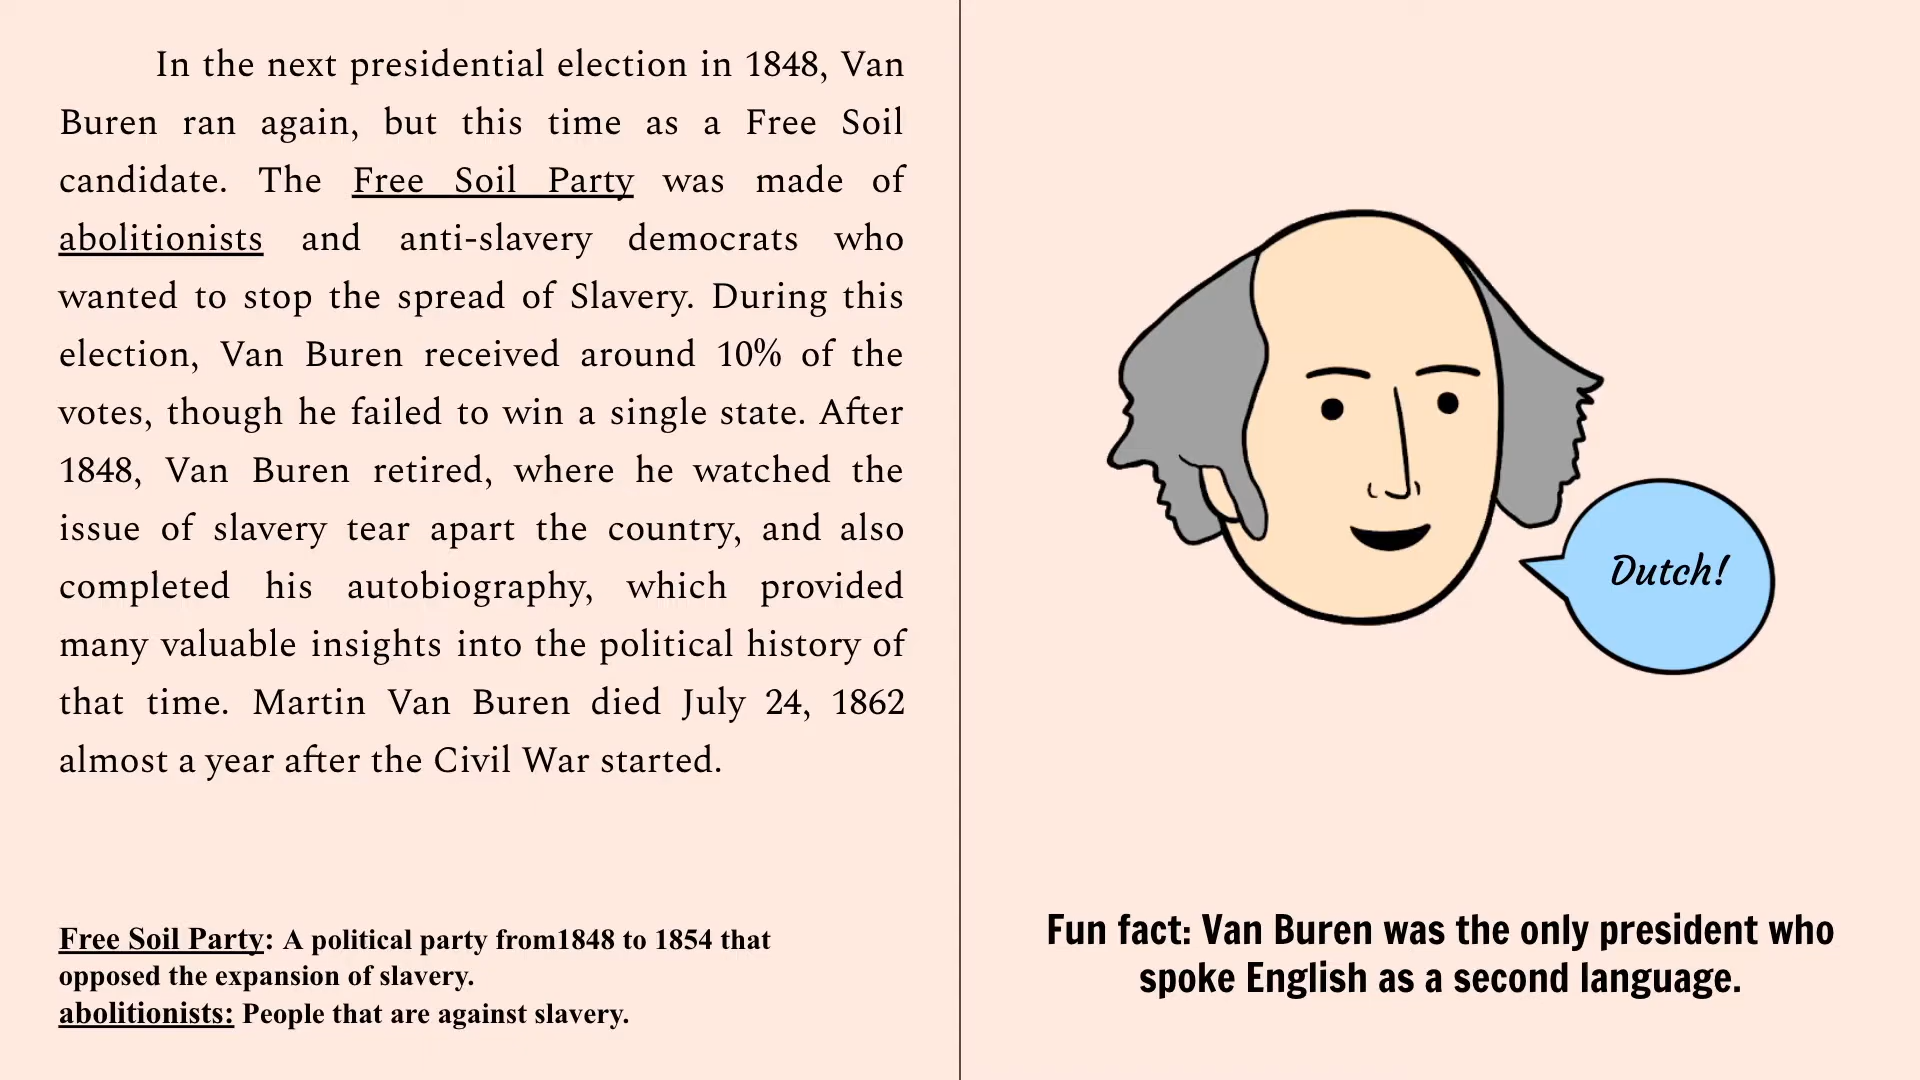 In the next presidential election in 1848, Van
Buren ran again, but this time as a Free Soil
candidate. The Free Soil Party was made of
abolitionists and anti-slavery democrats who
wanted to stop the spread of Slavery. During this
election, Van Buren received around 10% of the
votes, though he failed to win a single state. After
1848, Van Buren retired, where he watched the
issue of slavery tear apart the country, and also
completed his autobiography, which provided
many valuable insights into the political history of
that time. Martin Van Buren died July 24, 1862
almost a year after the Civil War started.
Free Soil Party: A political party from1848 to 1854 that
opposed the expansion of slavery.
abolitionists: People that are against slavery.
Dutch!
Fun fact: Van Buren was the only president who
spoke English as a second language.